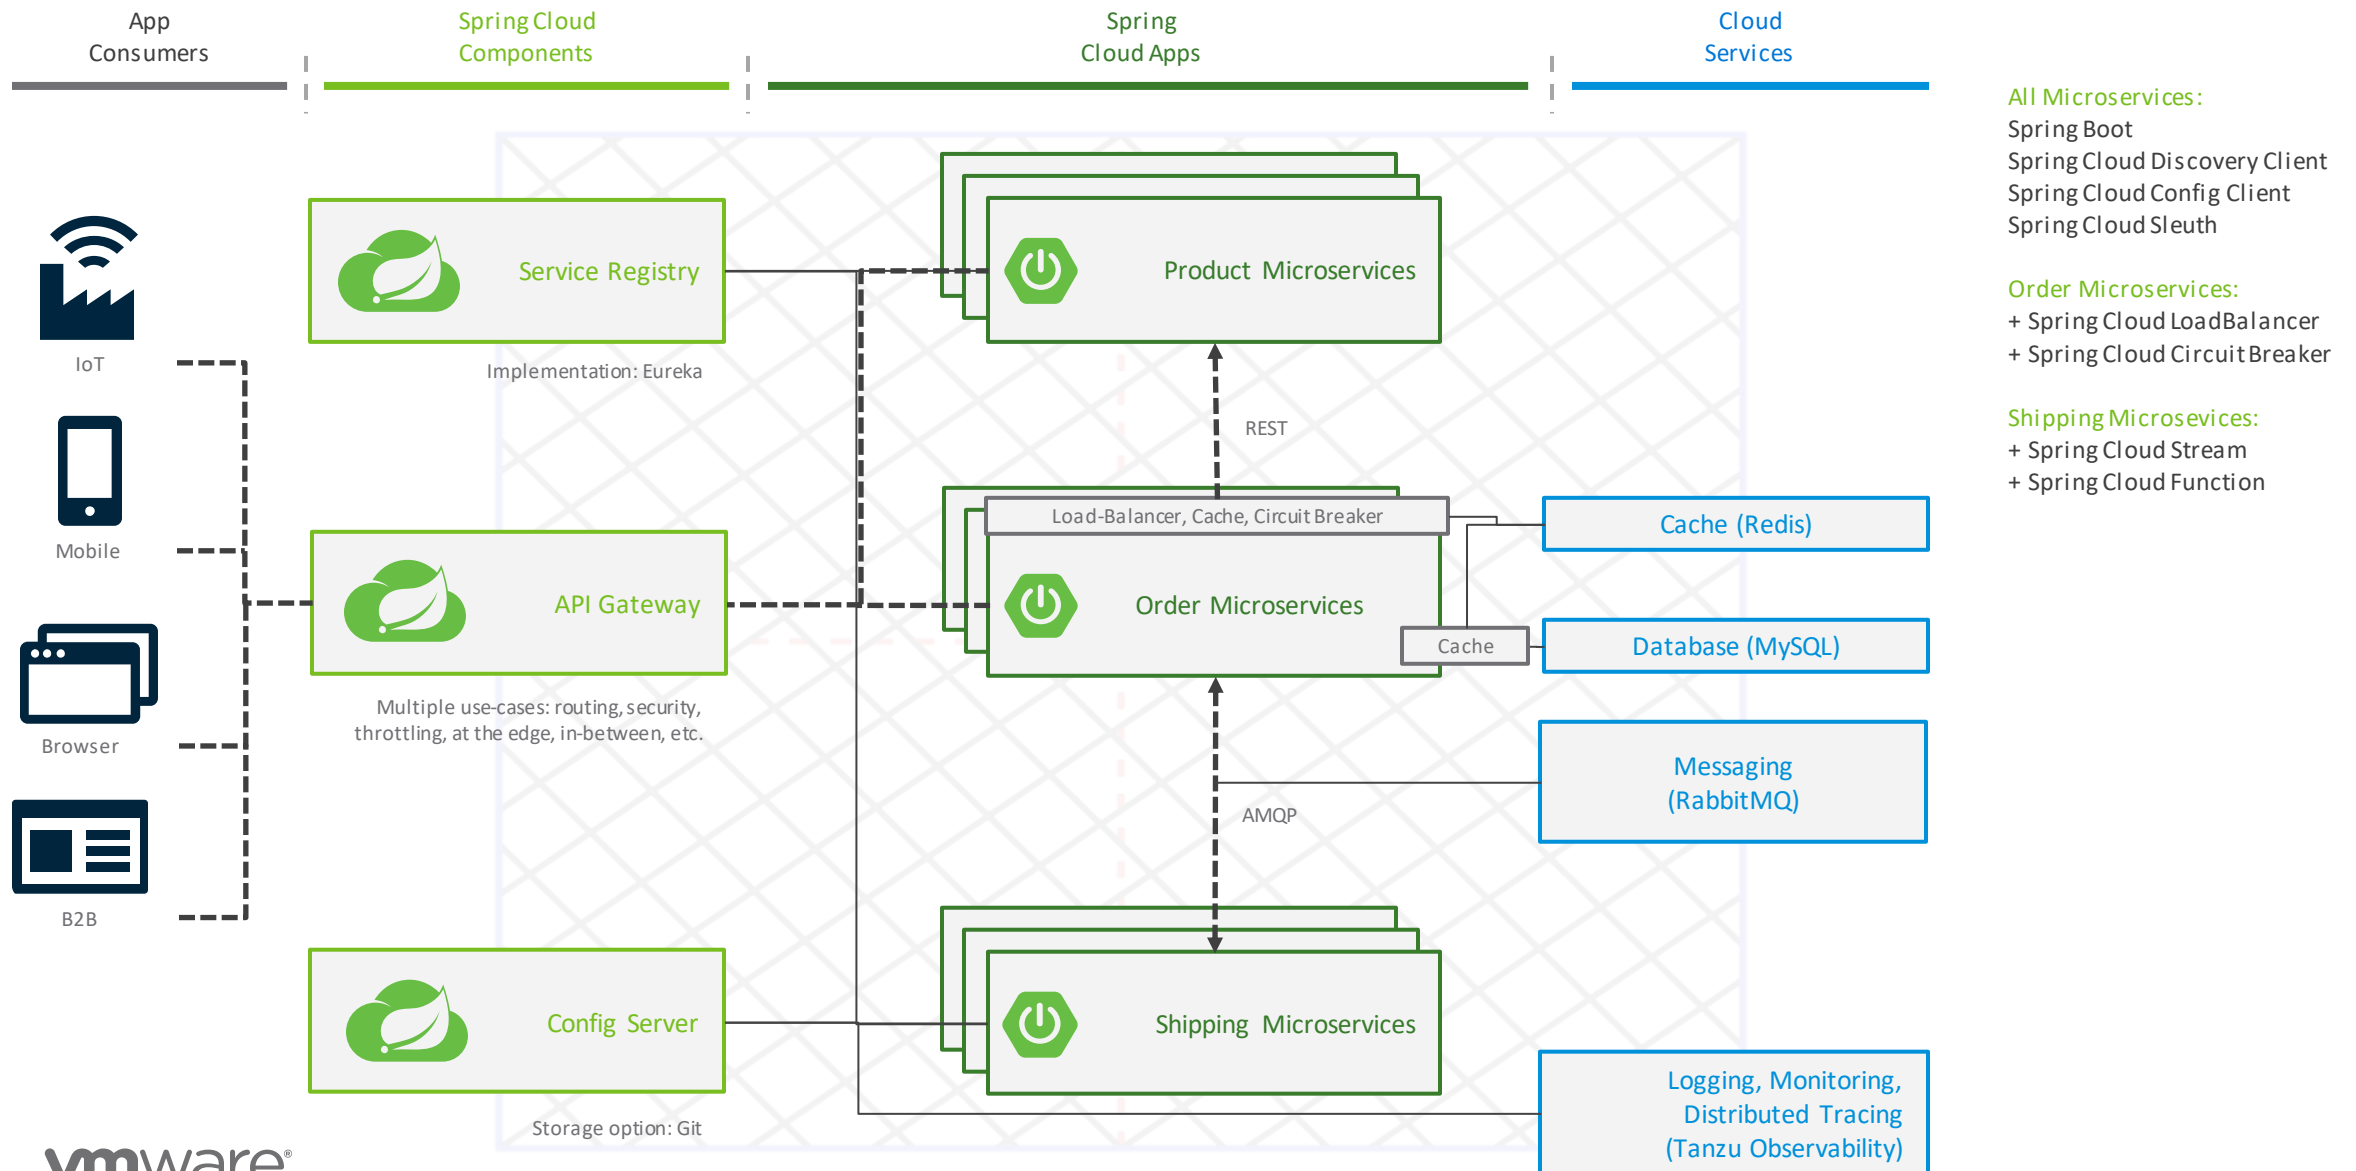 App
Consumers
Spring Cloud
Components
Spring
Cloud Apps
Cloud
Services
All Microservices:
Spring Boot
Spring Cloud Discovery Client
Spring Cloud Config Client
Spring Cloud Sleuth
Order Microservices:
+ Spring Cloud LoadBalancer
+ Spring Cloud Circuit Breaker
Shipping Microsevices:
+ Spring Cloud Stream
+ Spring Cloud Function
IoT
Mobile
Browser
B2B
Service Registry
Implementation: Eureka
API Gateway
Multiple use-cases: routing, security,
throttling, at the edge, in-between, etc.
Config Server
Storage option: Git
Product Microservices
REST
Load-Balancer, Cache, Circuit Breaker
Order Microservices
Cache
AMQP
Shipping Microservices
Cache (Redis)
Database (MySQL)
Messaging
(RabbitMQ)
Logging, Monitoring,
Distributed Tracing
(Tanzu Observability)
vmware®